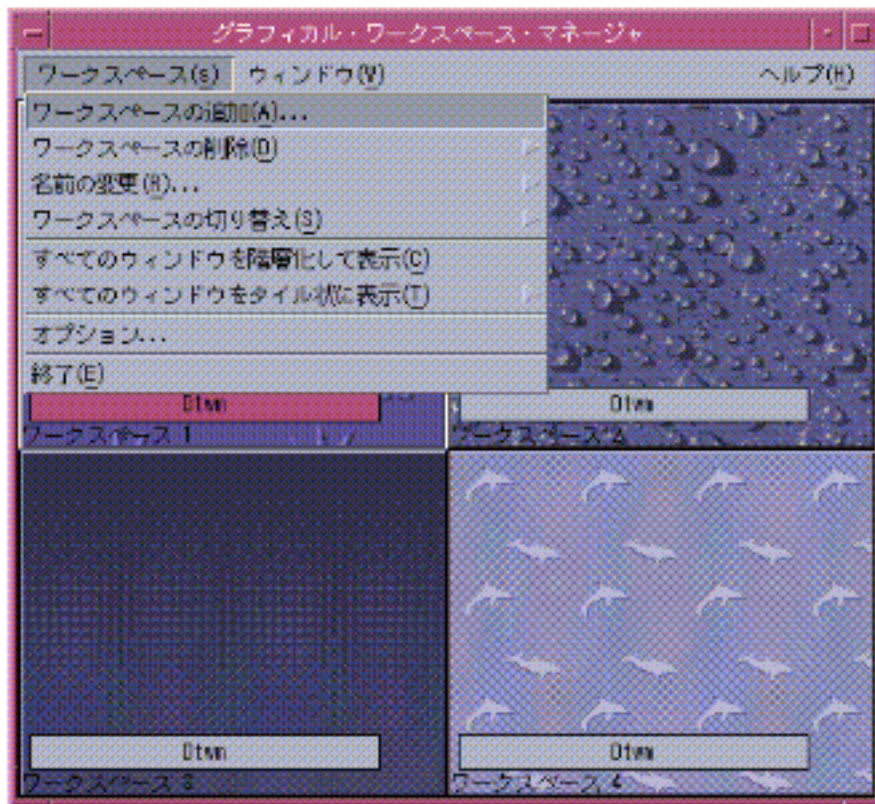 グラフィカル・ワークスペース・マネージャ
ワークスペース(s) ウィンドウ(W) ヘルプ(H)
ワークスペースの追加(A)...
ワークスペースの削除(D)
名前の変更(R)...
ワークスペースの切り替え(S)
すべてのウィンドウを階層化して表示(C)
すべてのウィンドウをタイル状に表示(T)
オプション...
終了(E)
Dtwm
Dtwm
ワークスペース 1
ワークスペース 2
Dtwm
Dtwm
ワークスペース 3
ワークスペース 4